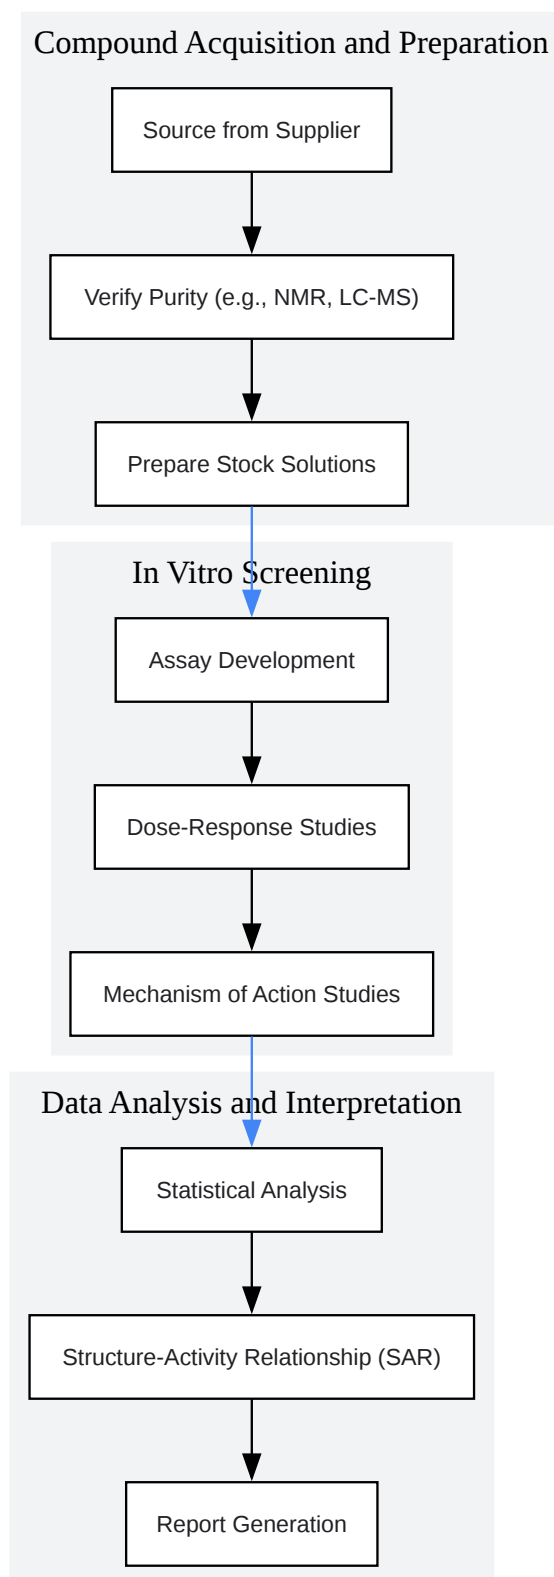 Compound Acquisition and Preparation
Source from Supplier
Verify Purity (e.g., NMR, LC-MS)
Prepare Stock Solutions
In Vitro Screening
Assay Development
Dose-Response Studies
Mechanism of Action Studies
Data Analysis and Interpretation
Statistical Analysis
Structure-Activity Relationship (SAR)
Report Generation